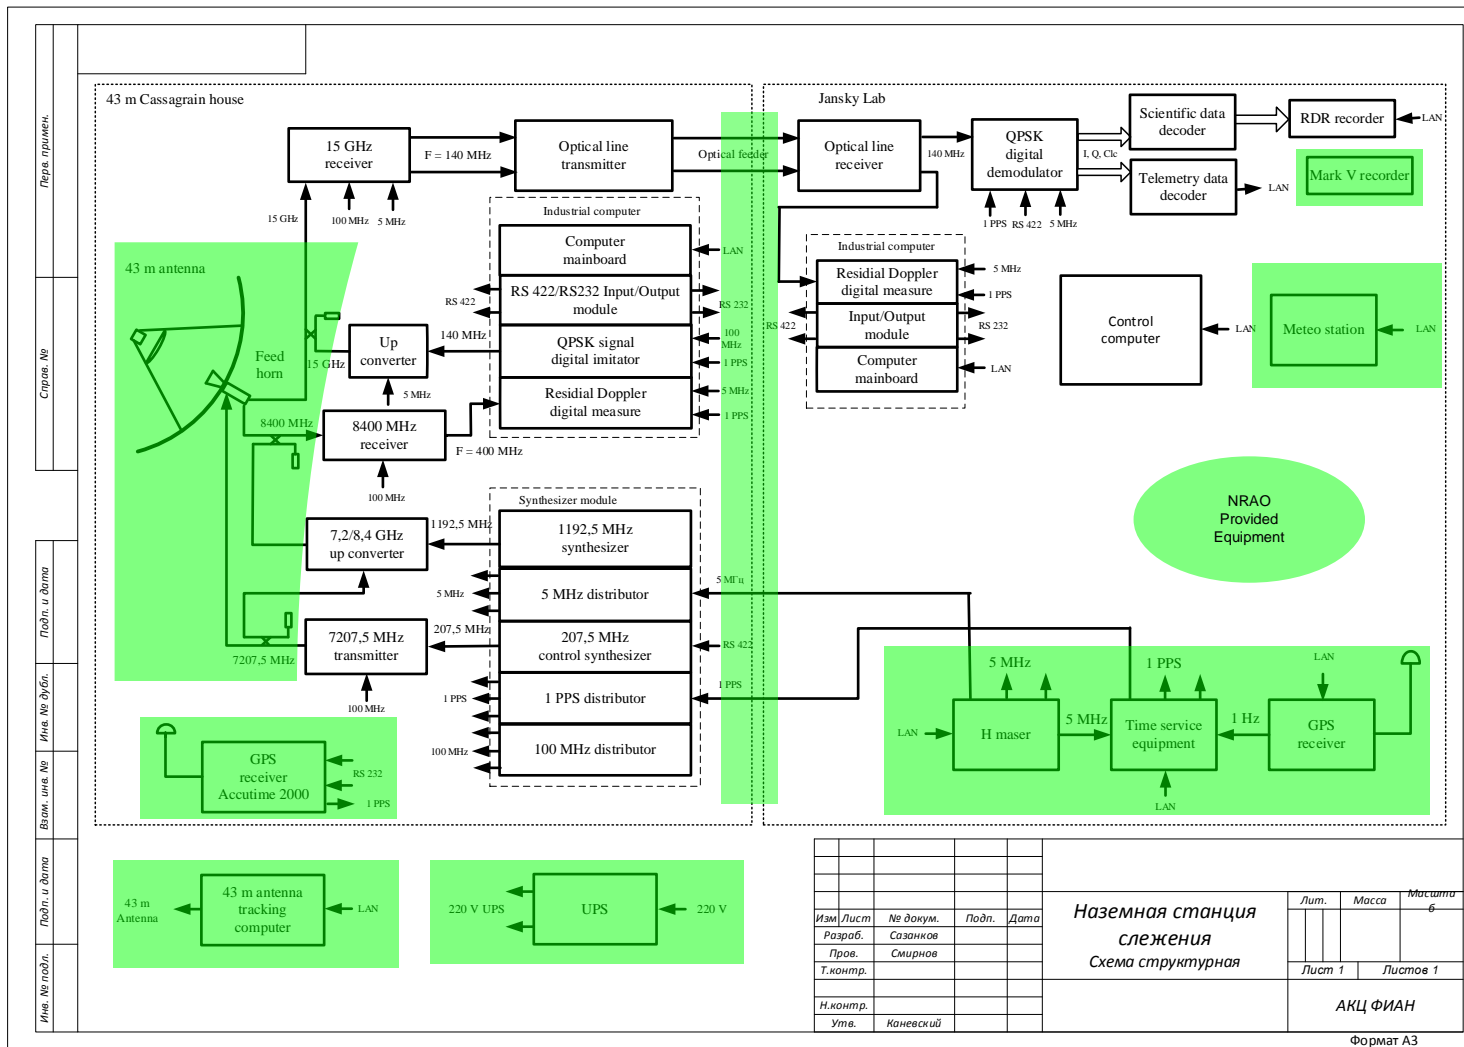 Перв. примен.
Справ. №
Подп. и дата
Инв. № дубл.
Взам. инв. №
Подп. и дата
Инв. № подл.
43 m Cassagrain house
15 GHz
receiver
F = 140 MHz
Optical line
transmitter
Optical feeder
15 GHz
100 MHz
5 MHz
43 m antenna
Feed
horn
Industrial computer
Computer
mainboard
LAN
RS 422/RS232 Input/Output
module
RS 422
RS 232
140 MHz
QPSK signal
digital imitator
100
MHz
1 PPS
Up
converter
15 GHz
5 MHz
Residial Doppler
digital measure
5 MHz
1 PPS
8400 MHz
8400 MHz
receiver
F = 400 MHz
100 MHz
Synthesizer module
1192,5 MHz
1192,5 MHz
synthesizer
7,2/8,4 GHz
up converter
5 MHz
5 MHz distributor
5 МГц
207,5 MHz
207,5 MHz
control synthesizer
RS 422
7207,5 MHz
7207,5 MHz
transmitter
100 MHz
1 PPS
1 PPS distributor
1 PPS
100 MHz
100 MHz distributor
GPS
receiver
Accutime 2000
RS 232
1 PPS
Jansky Lab
Optical line
receiver
140 MHz
QPSK
digital
demodulator
I, Q, Clc
1 PPS
RS 422
5 MHz
Scientific data
decoder
RDR recorder
LAN
Telemetry data
decoder
LAN
Mark V recorder
Industrial computer
Residial Doppler
digital measure
5 MHz
1 PPS
RS 422
Input/Output
module
RS 232
Computer
mainboard
LAN
Control
computer
LAN
Meteo station
LAN
NRAO
Provided
Equipment
5 MHz
1 PPS
LAN
LAN
H maser
5 MHz
Time service
equipment
1 Hz
GPS
receiver
LAN
43 m
Antenna
43 m antenna
tracking
computer
LAN
220 V UPS
UPS
220 V
Изм
Лист
№ докум.
Подп.
Дата
Разраб.
Сазанков
Пров.
Смирнов
Т.контр.
Н.контр.
Утв.
Каневский
Наземная станция
слежения
Схема структурная
Лит.
Масса
Масшта
б
Лист 1
Листов 1
АКЦ ФИАН
Формат А3